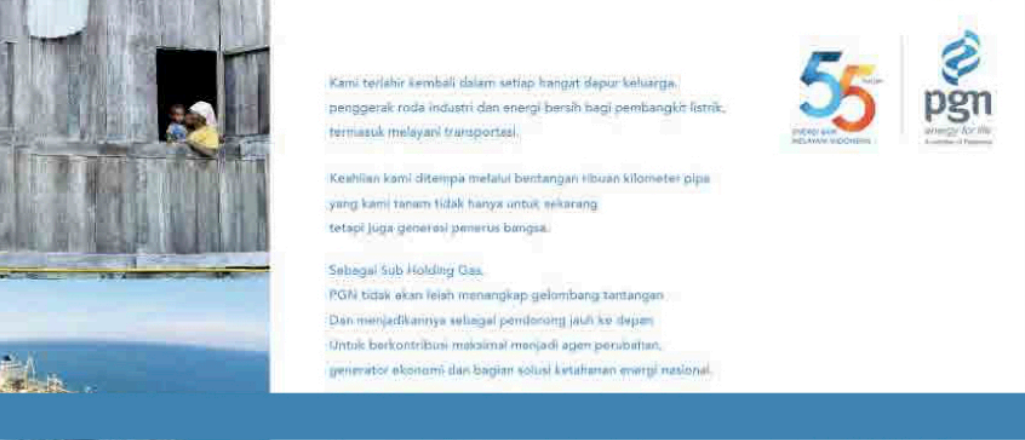 Kami terlahir kembali dalam setiap hangat dapur keluarga,
penggerak roda industri dan energi bersih bagi pembangkit listrik,
termasuk melayani transportasi.
Keahlian kami ditempa melalui bentangan ribuan kilometer pipa
yang kami tanam tidak hanya untuk sekarang
tetapi juga generasi penerus bangsa.
Sebagai Sub Holding Gas,
PGN tidak akan lelah menangkap gelombang tantangan
Dan menjadikannya sebagai pendorong jauh ke depan
Untuk berkontribusi maksimal menjadi agen perubahan,
generator ekonomi dan bagian solusi ketahanan energi nasional.
55
ENERGI BAIK
MELAYANI INDONESIA
pgn
energy for life
A member of Pertamina